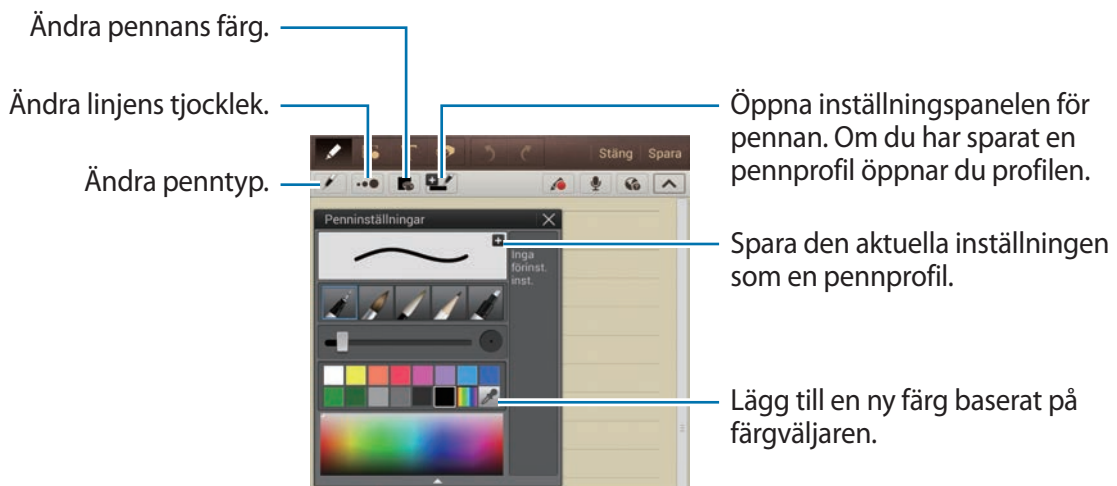 Ändra pennans färg.
Ändra linjens tjocklek.
Ändra penntyp.
Öppna inställningspanelen för
pennan. Om du har sparat en
pennprofil öppnar du profilen.
Stäng Spara
Penninställningar
Inga
förinst.
inst.
Spara den aktuella inställningen
som en pennprofil.
Lägg till en ny färg baserat på
färgväljaren.